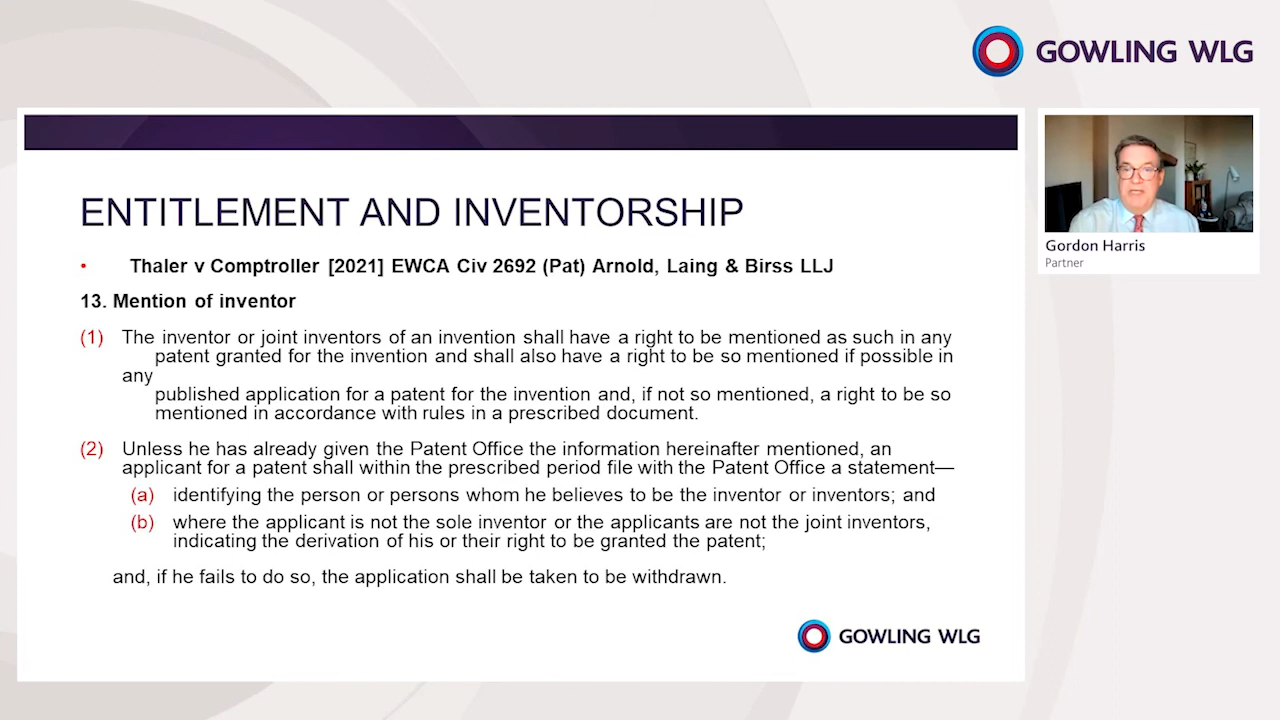 GOWLING WLG
ENTITLEMENT AND INVENTORSHIP
• Thaler v Comptroller [2021] EWCA Civ 2692 (Pat) Arnold, Laing & Birss LLJ
13. Mention of inventor
(1) The inventor or joint inventors of an invention shall have a right to be mentioned as such in any
patent granted for the invention and shall also have a right to be so mentioned if possible in
any
published application for a patent for the invention and, if not so mentioned, a right to be so
mentioned in accordance with rules in a prescribed document.
(2) Unless he has already given the Patent Office the information hereinafter mentioned, an
applicant for a patent shall within the prescribed period file with the Patent Office a statement—
(a) identifying the person or persons whom he believes to be the inventor or inventors; and
(b) where the applicant is not the sole inventor or the applicants are not the joint inventors,
indicating the derivation of his or their right to be granted the patent;
and, if he fails to do so, the application shall be taken to be withdrawn.
GOWLING WLG
Gordon Harris
Partner